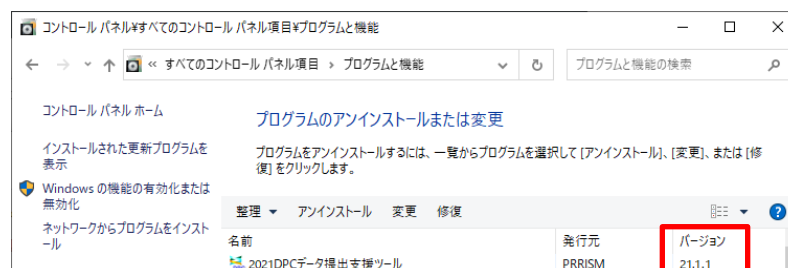 コントロール パネル¥すべてのコントロール パネル項目¥プログラムと機能
« すべてのコントロール パネル項目 › プログラムと機能
プログラムと機能の検索
コントロール パネル ホーム
インストールされた更新プログラムを
表示
Windows の機能の有効化または
無効化
ネットワークからプログラムをインスト
ール
プログラムのアンインストールまたは変更
プログラムをアンインストールするには、一覧からプログラムを選択して [アンインストール]、[変更]、または [修
復] をクリックします。
整理 アンインストール 変更 修復
名前 発行元 バージョン
2021DPCデータ提出支援ツール PRRISM 21.1.1